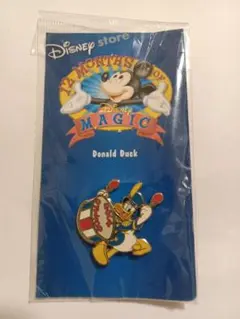 Disney store
12 MONTHS OF
Disney
MAGIC
Donald Duck